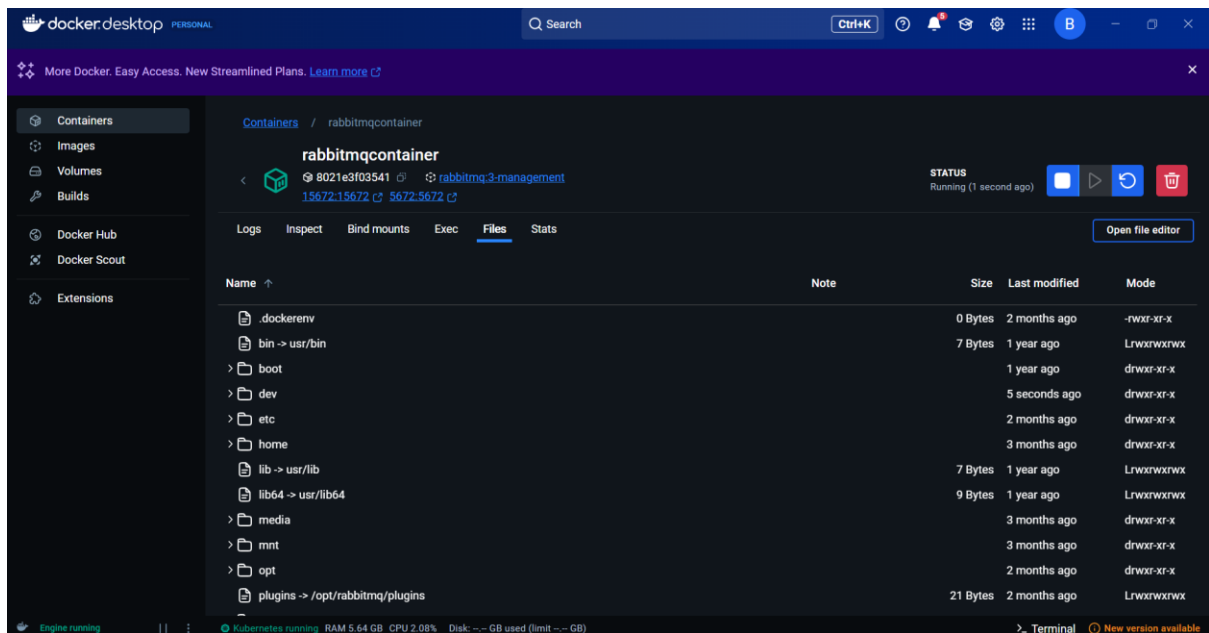 docker.desktop PERSONAL Search Ctrl+K 5 B
More Docker. Easy Access. New Streamlined Plans. Learn more
Containers
Images
Volumes
Builds
Docker Hub
Docker Scout
Extensions
Containers / rabbitmqcontainer
rabbitmqcontainer
8021e3f03541 rabbitmq:3-management
15672:15672 5672:5672
STATUS
Running (1 second ago)
Logs Inspect Bind mounts Exec Files Stats Open file editor
Name Note Size Last modified Mode
.dockerenv 0 Bytes 2 months ago -rwxr-xr-x
bin -> usr/bin 7 Bytes 1 year ago Lrwxrwxrwx
boot 1 year ago drwxr-xr-x
dev 5 seconds ago drwxr-xr-x
etc 2 months ago drwxr-xr-x
home 3 months ago drwxr-xr-x
lib -> usr/lib 7 Bytes 1 year ago Lrwxrwxrwx
lib64 -> usr/lib64 9 Bytes 1 year ago Lrwxrwxrwx
media 3 months ago drwxr-xr-x
mnt 3 months ago drwxr-xr-x
opt 2 months ago drwxr-xr-x
plugins -> /opt/rabbitmq/plugins 21 Bytes 2 months ago Lrwxrwxrwx
Engine running Kubernetes running RAM 5.64 GB CPU 2.08% Disk: --.-- GB used (limit --.-- GB) >_ Terminal New version available